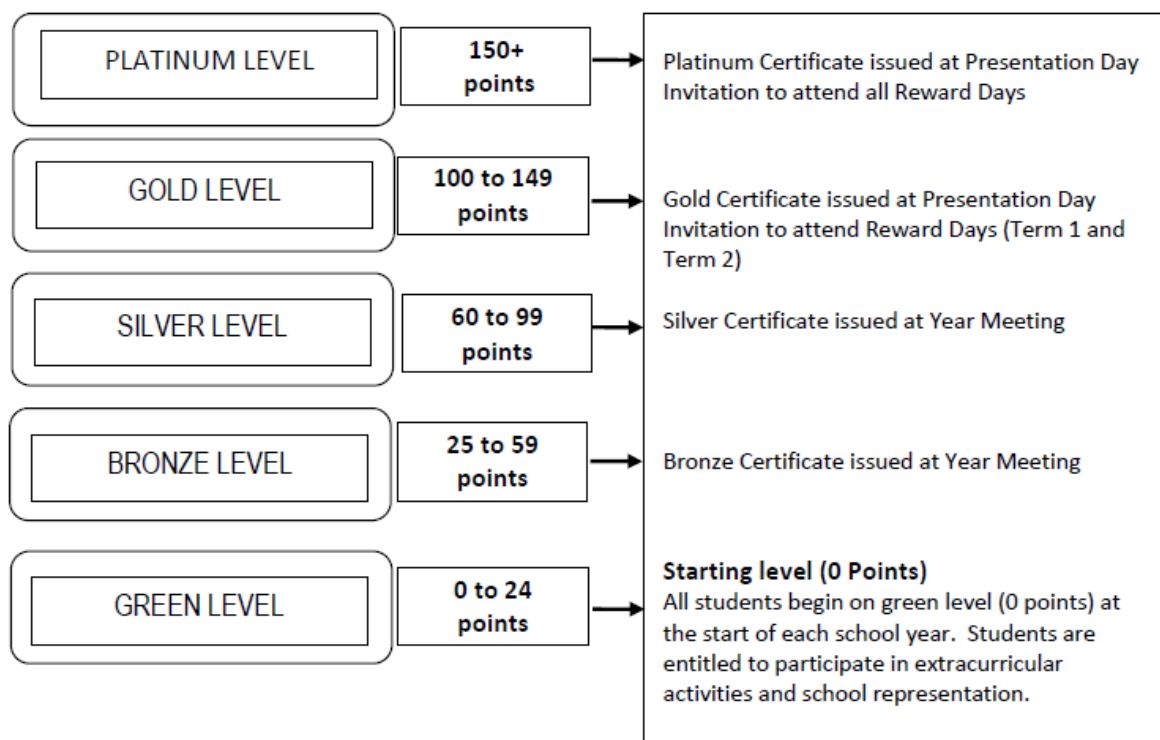 PLATINUM LEVEL
150+
points
Platinum Certificate issued at Presentation Day
Invitation to attend all Reward Days
GOLD LEVEL
100 to 149
points
Gold Certificate issued at Presentation Day
Invitation to attend Reward Days (Term 1 and
Term 2)
SILVER LEVEL
60 to 99
points
Silver Certificate issued at Year Meeting
BRONZE LEVEL
25 to 59
points
Bronze Certificate issued at Year Meeting
GREEN LEVEL
0 to 24
points
Starting level (0 Points)
All students begin on green level (0 points) at
the start of each school year.  Students are
entitled to participate in extracurricular
activities and school representation.